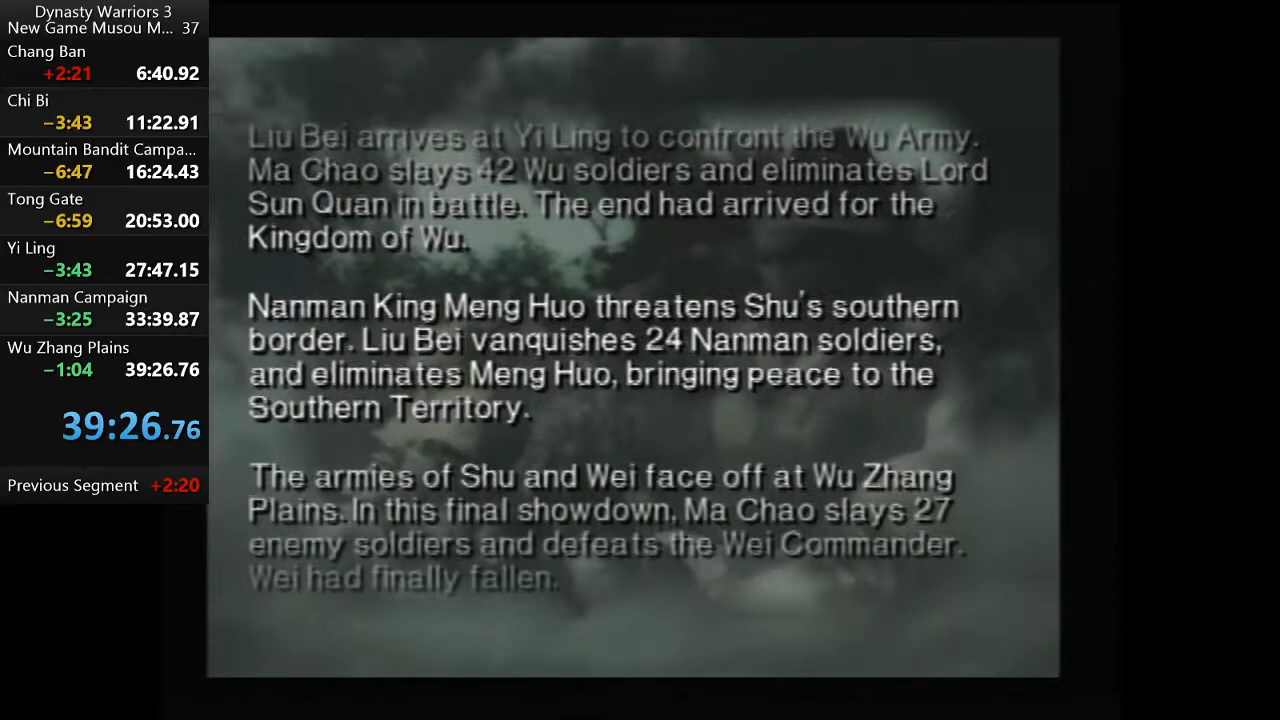 Dynasty Warriors 3
New Game Musou M... 37
Chang Ban
+2:21 6:40.92
Chi Bi
−3:43 11:22.91
Mountain Bandit Campa...
−6:47 16:24.43
Tong Gate
−6:59 20:53.00
Yi Ling
−3:43 27:47.15
Nanman Campaign
−3:25 33:39.87
Wu Zhang Plains
−1:04 39:26.76
39:26.76
Previous Segment +2:20
Liu Bei arrives at Yi Ling to confront the Wu Army.
Ma Chao slays 42 Wu soldiers and eliminates Lord
Sun Quan in battle. The end had arrived for the
Kingdom of Wu.
Nanman King Meng Huo threatens Shu's southern
border. Liu Bei vanquishes 24 Nanman soldiers,
and eliminates Meng Huo, bringing peace to the
Southern Territory.
The armies of Shu and Wei face off at Wu Zhang
Plains. In this final showdown, Ma Chao slays 27
enemy soldiers and defeats the Wei Commander.
Wei had finally fallen.